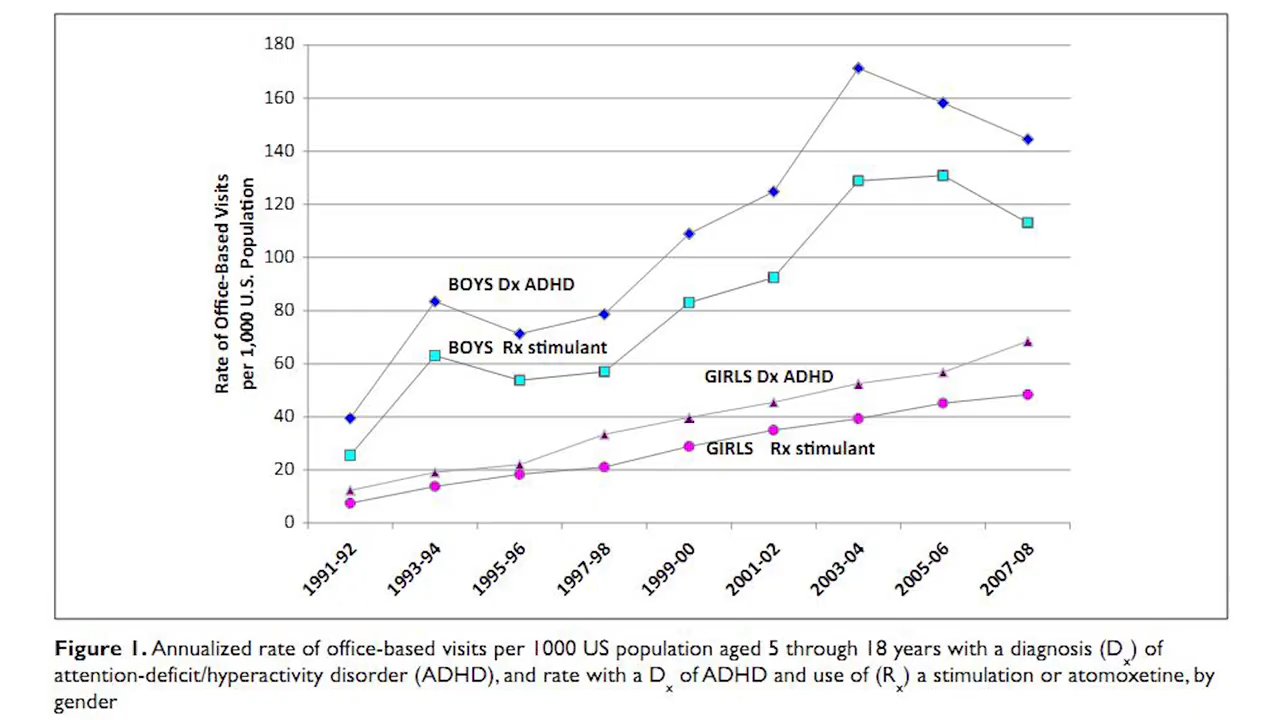 180
160
140
120
100
80
60
40
20
0
Rate of Office-Based Visits
per 1,000 U.S. Population
BOYS Dx ADHD
BOYS Rx stimulant
GIRLS Dx ADHD
GIRLS Rx stimulant
1991-92
1993-94
1995-96
1997-98
1999-00
2001-02
2003-04
2005-06
2007-08
Figure 1. Annualized rate of office-based visits per 1000 US population aged 5 through 18 years with a diagnosis (Dx) of
attention-deficit/hyperactivity disorder (ADHD), and rate with a Dx of ADHD and use of (Rx) a stimulation or atomoxetine, by
gender